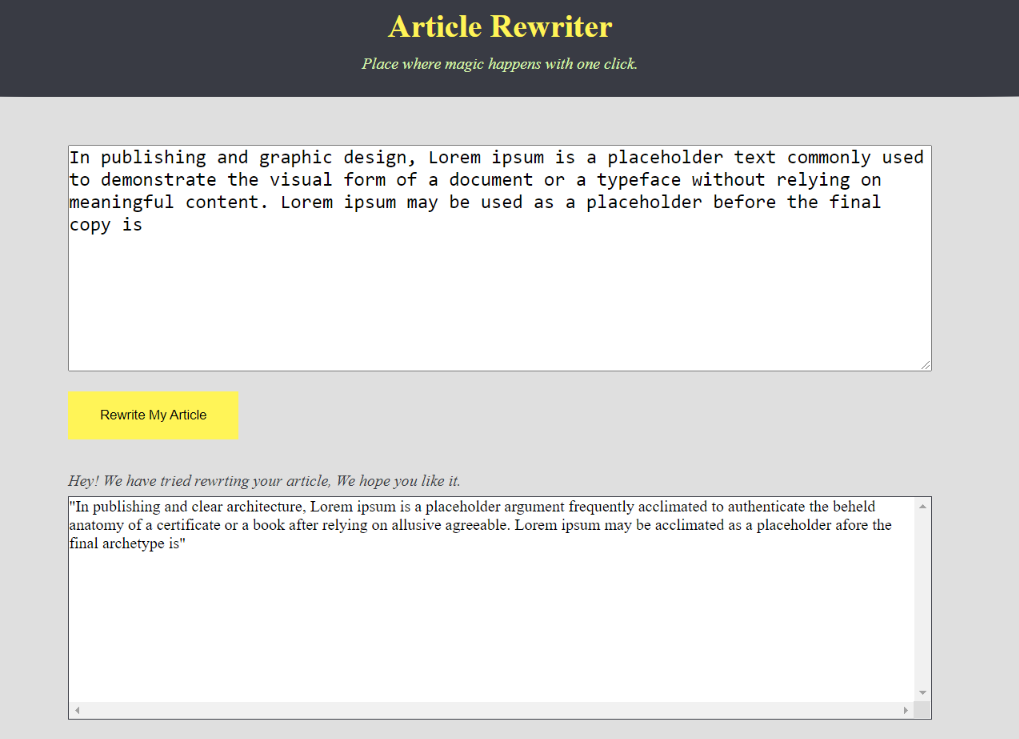 Article Rewriter
Place where magic happens with one click.
In publishing and graphic design, Lorem ipsum is a placeholder text commonly used
to demonstrate the visual form of a document or a typeface without relying on
meaningful content. Lorem ipsum may be used as a placeholder before the final
copy is
Rewrite My Article
Hey! We have tried rewrting your article, We hope you like it.
"In publishing and clear architecture, Lorem ipsum is a placeholder argument frequently acclimated to authenticate the beheld
anatomy of a certificate or a book after relying on allusive agreeable. Lorem ipsum may be acclimated as a placeholder afore the
final archetype is"